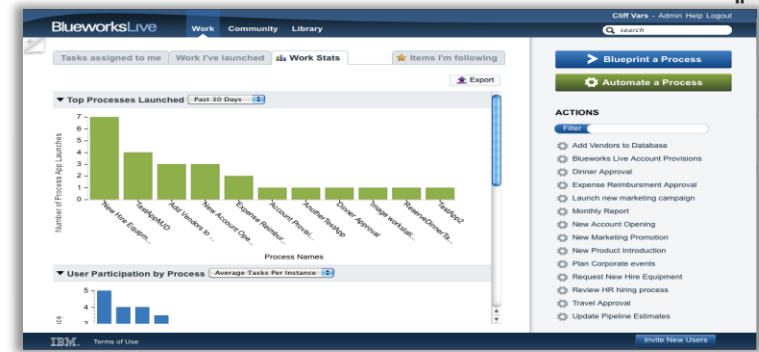 Cliff Vars - Admin Help Logout
BlueworksLive Work Community Library
search
Tasks assigned to me Work I've launched Work Stats Items I'm following
Export
Top Processes Launched Past 30 Days
Number of Process App Launches
7
6
5
4
3
2
1
0
New Hire Equipm...
TestAppMJD
Add Vendors to ...
New Account Ope...
Expense Reimbur...
Account Provisi...
AnotherTestApp
Dinner Approval
Image workstati...
ReserveDinnerTa...
TestApp2
Process Names
User Participation by Process Average Tasks Per Instance
5
4
Blueprint a Process
Automate a Process
ACTIONS
Filter
Add Vendors to Database
Blueworks Live Account Provisions
Dinner Approval
Expense Reimbursment Approval
Launch new marketing campaign
Monthly Report
New Account Opening
New Marketing Promotion
New Product Introduction
Plan Corporate events
Request New Hire Equipment
Review HR hiring process
Travel Approval
Update Pipeline Estimates
IBM. Terms of Use
Invite New Users